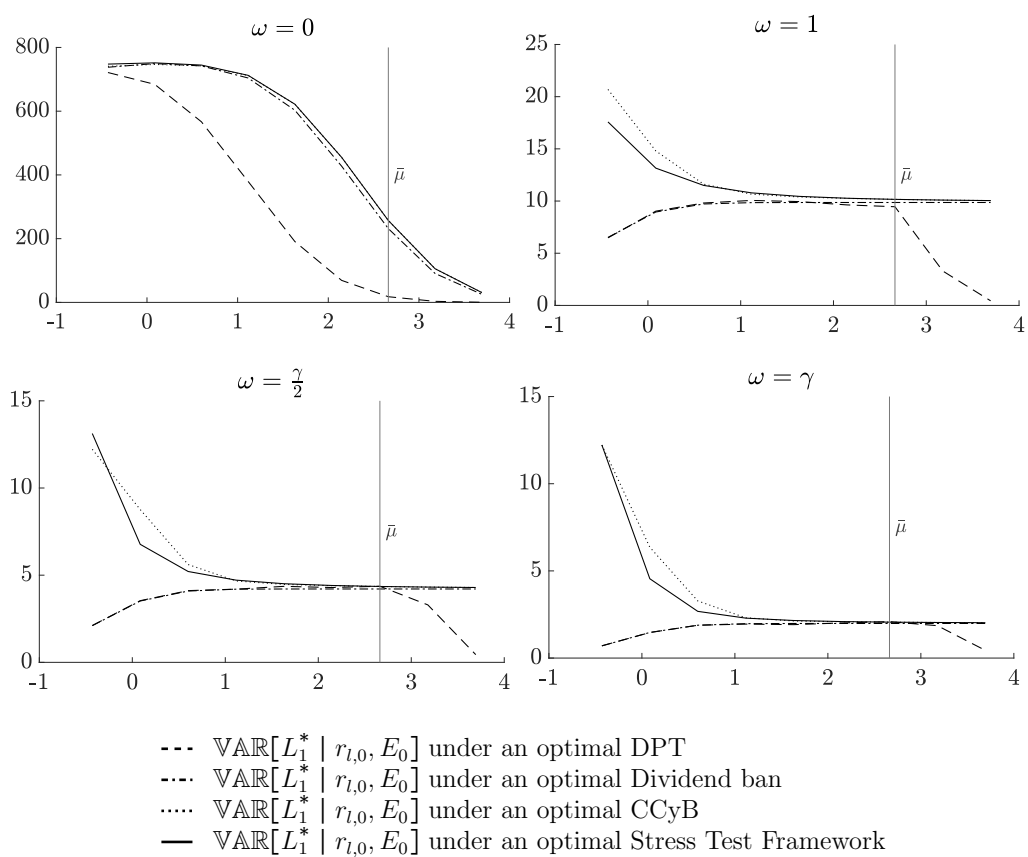 ω = 0
800
600
400
200
0
-1 0 1 2 3 4
μ̄
ω = 1
25
20
15
10
5
0
-1 0 1 2 3 4
μ̄
ω = γ/2
15
10
5
0
-1 0 1 2 3 4
μ̄
ω = γ
15
10
5
0
-1 0 1 2 3 4
μ̄
𝕍𝔸ℝ[L₁* | r_{l,0}, E₀] under an optimal DPT
𝕍𝔸ℝ[L₁* | r_{l,0}, E₀] under an optimal Dividend ban
𝕍𝔸ℝ[L₁* | r_{l,0}, E₀] under an optimal CCyB
𝕍𝔸ℝ[L₁* | r_{l,0}, E₀] under an optimal Stress Test Framework